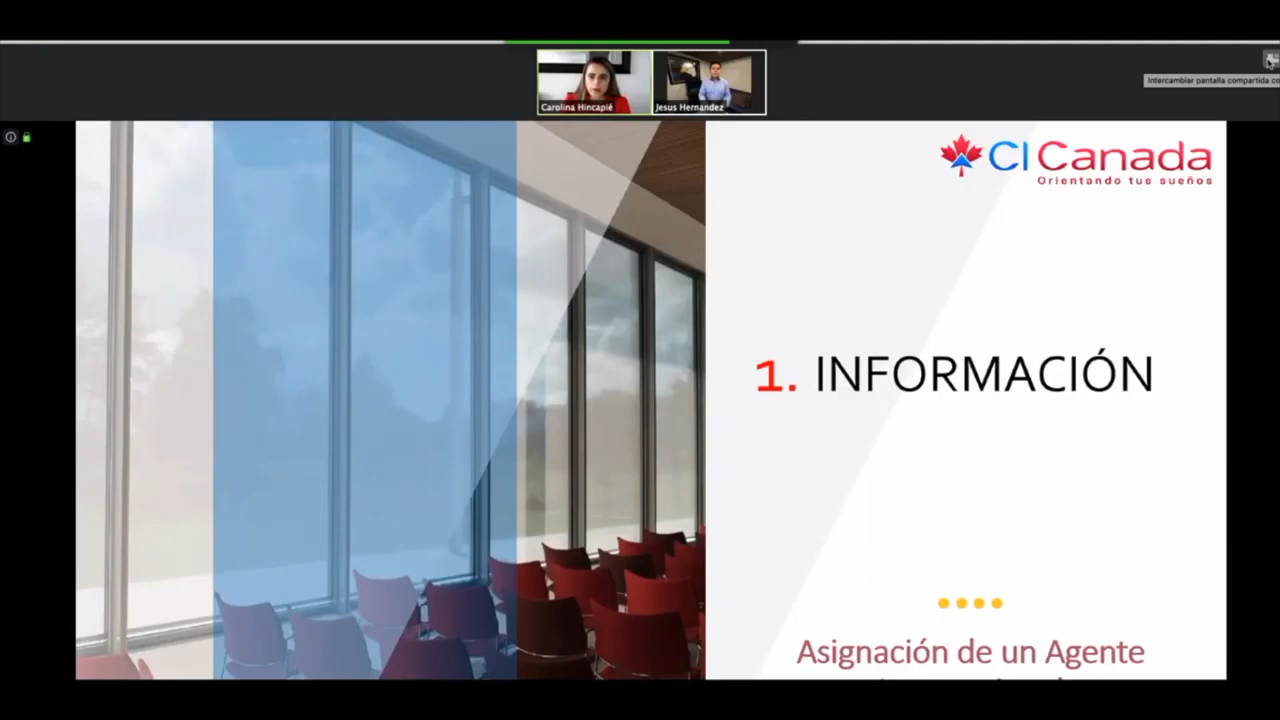 Carolina Hincapié
Jesus Hernandez
Intercambiar pantalla compartida co
CI Canada
Orientando tus sueños
1. INFORMACIÓN
Asignación de un Agente